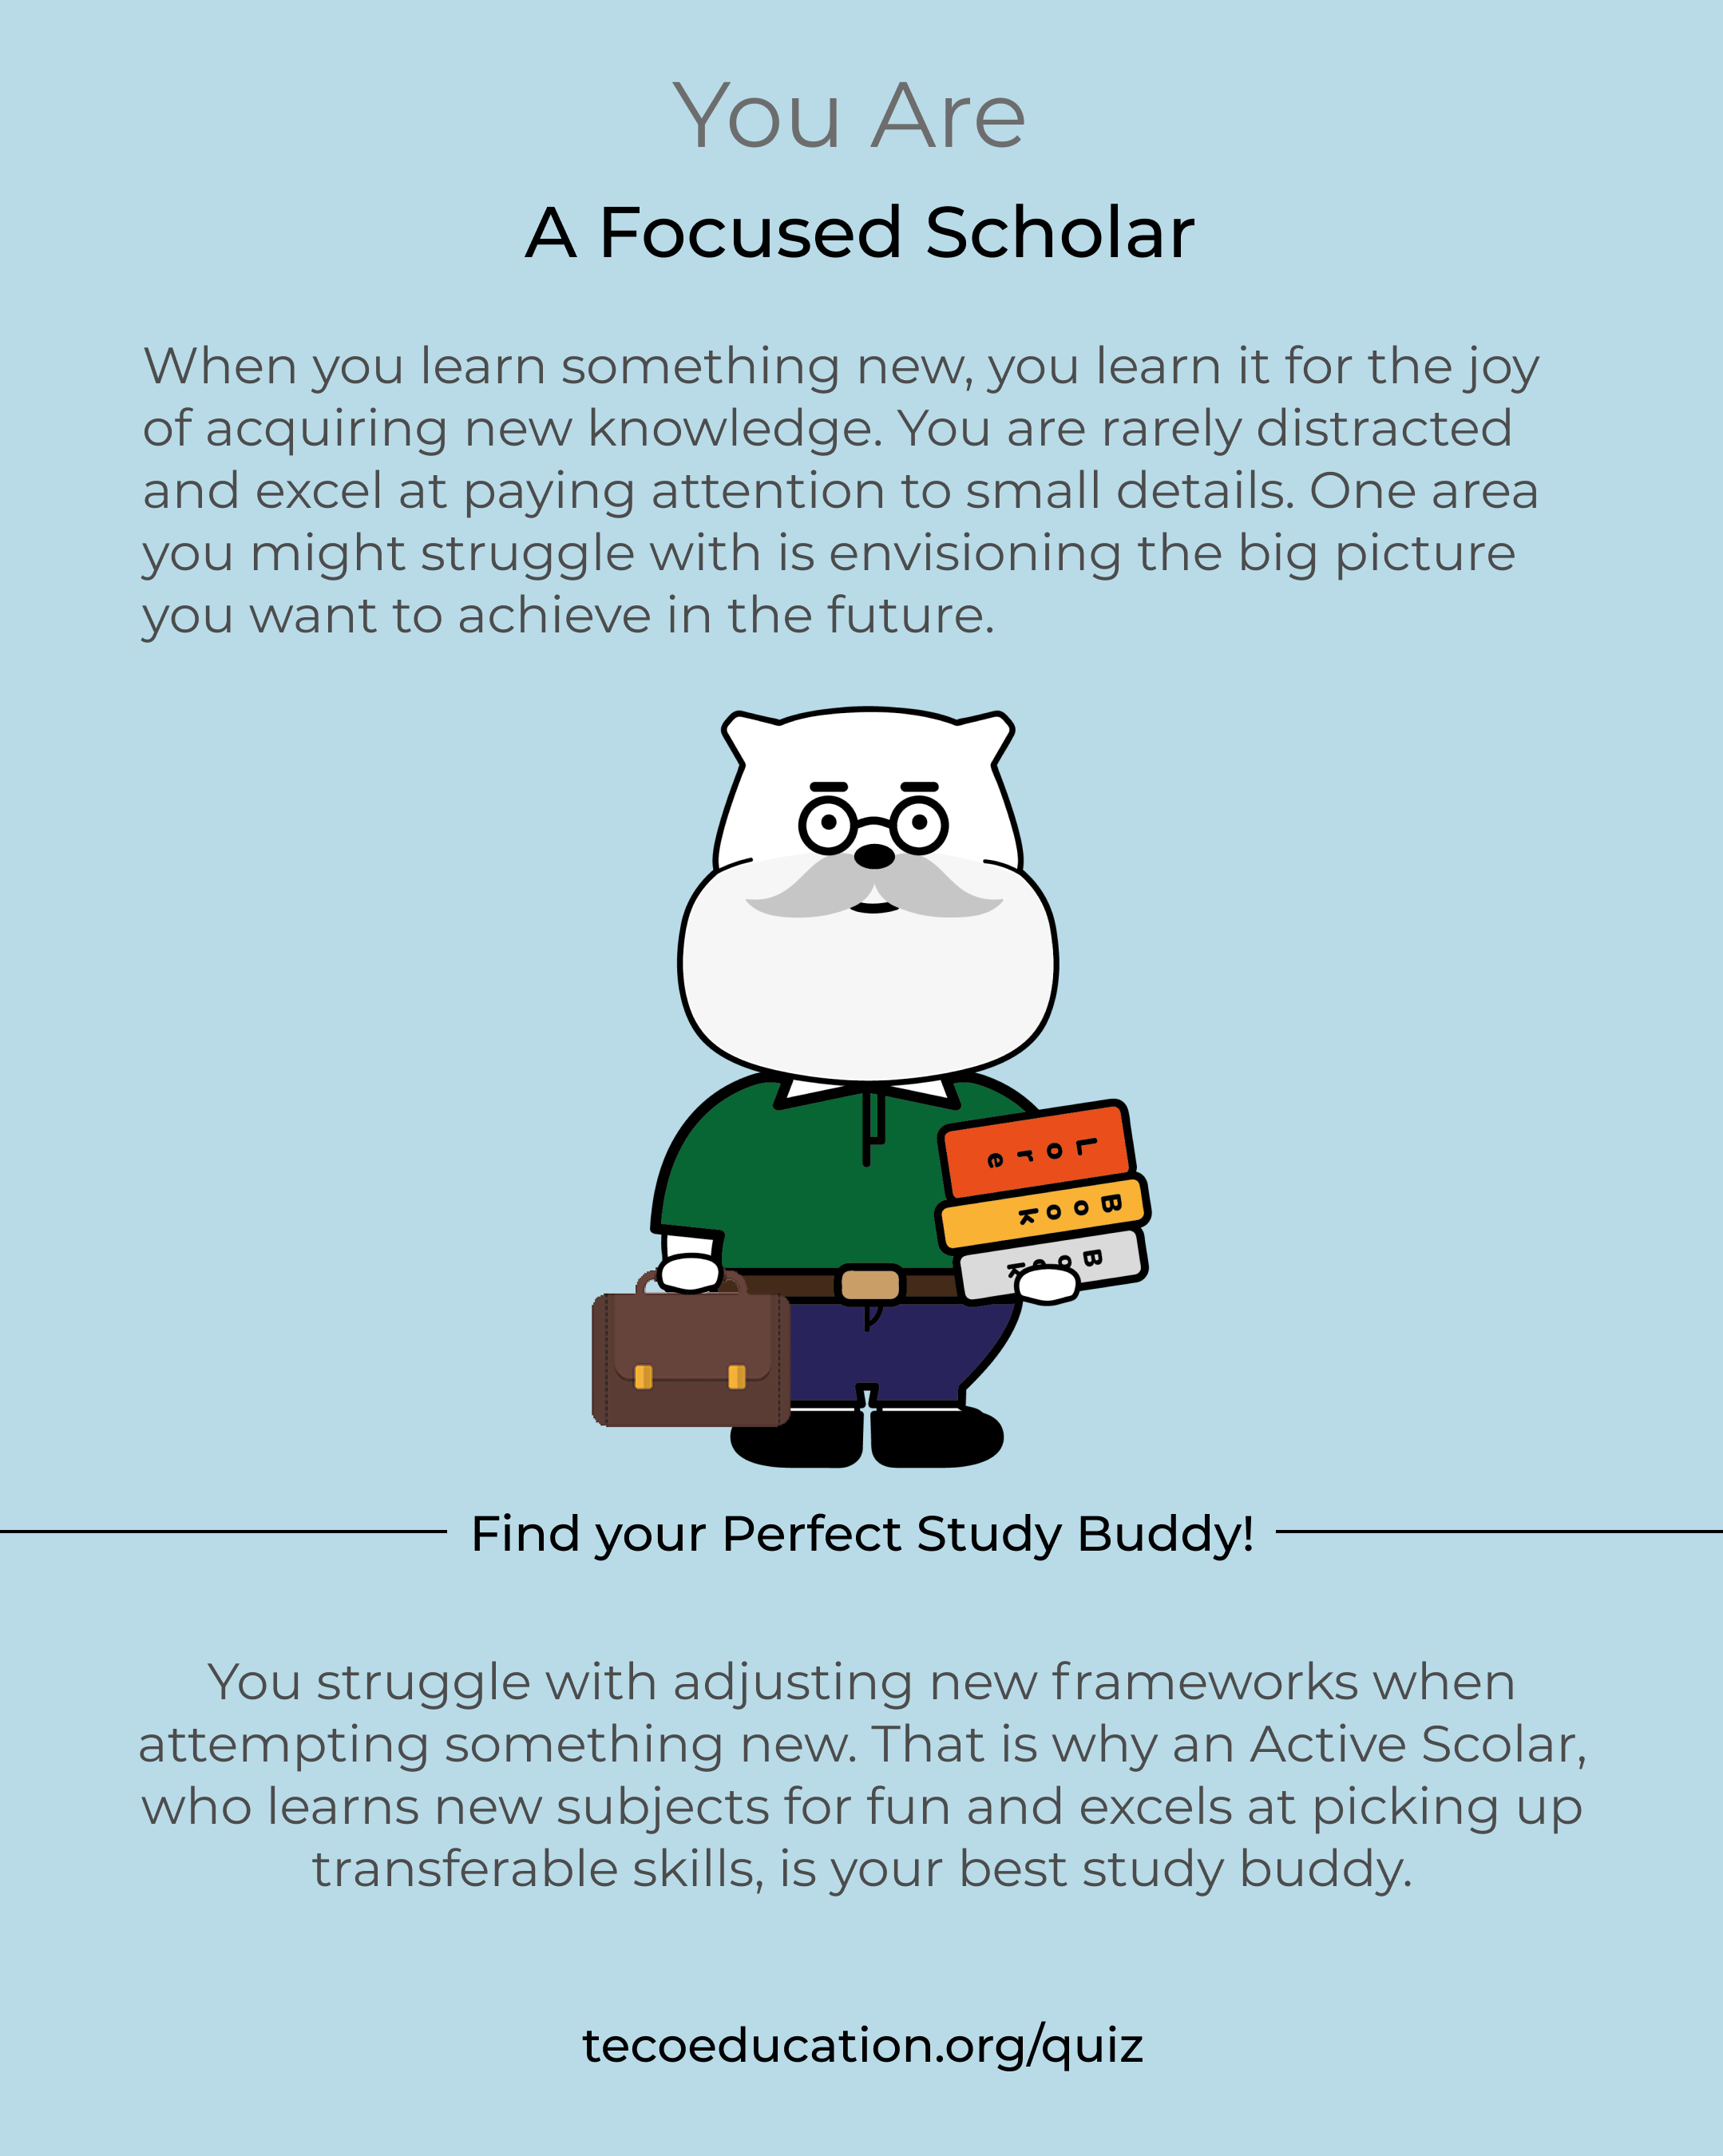 You Are
A Focused Scholar
When you learn something new, you learn it for the joy
of acquiring new knowledge. You are rarely distracted
and excel at paying attention to small details. One area
you might struggle with is envisioning the big picture
you want to achieve in the future.
Lore
Book
Book
Find your Perfect Study Buddy!
You struggle with adjusting new frameworks when
attempting something new. That is why an Active Scolar,
who learns new subjects for fun and excels at picking up
transferable skills, is your best study buddy.
tecoeducation.org/quiz